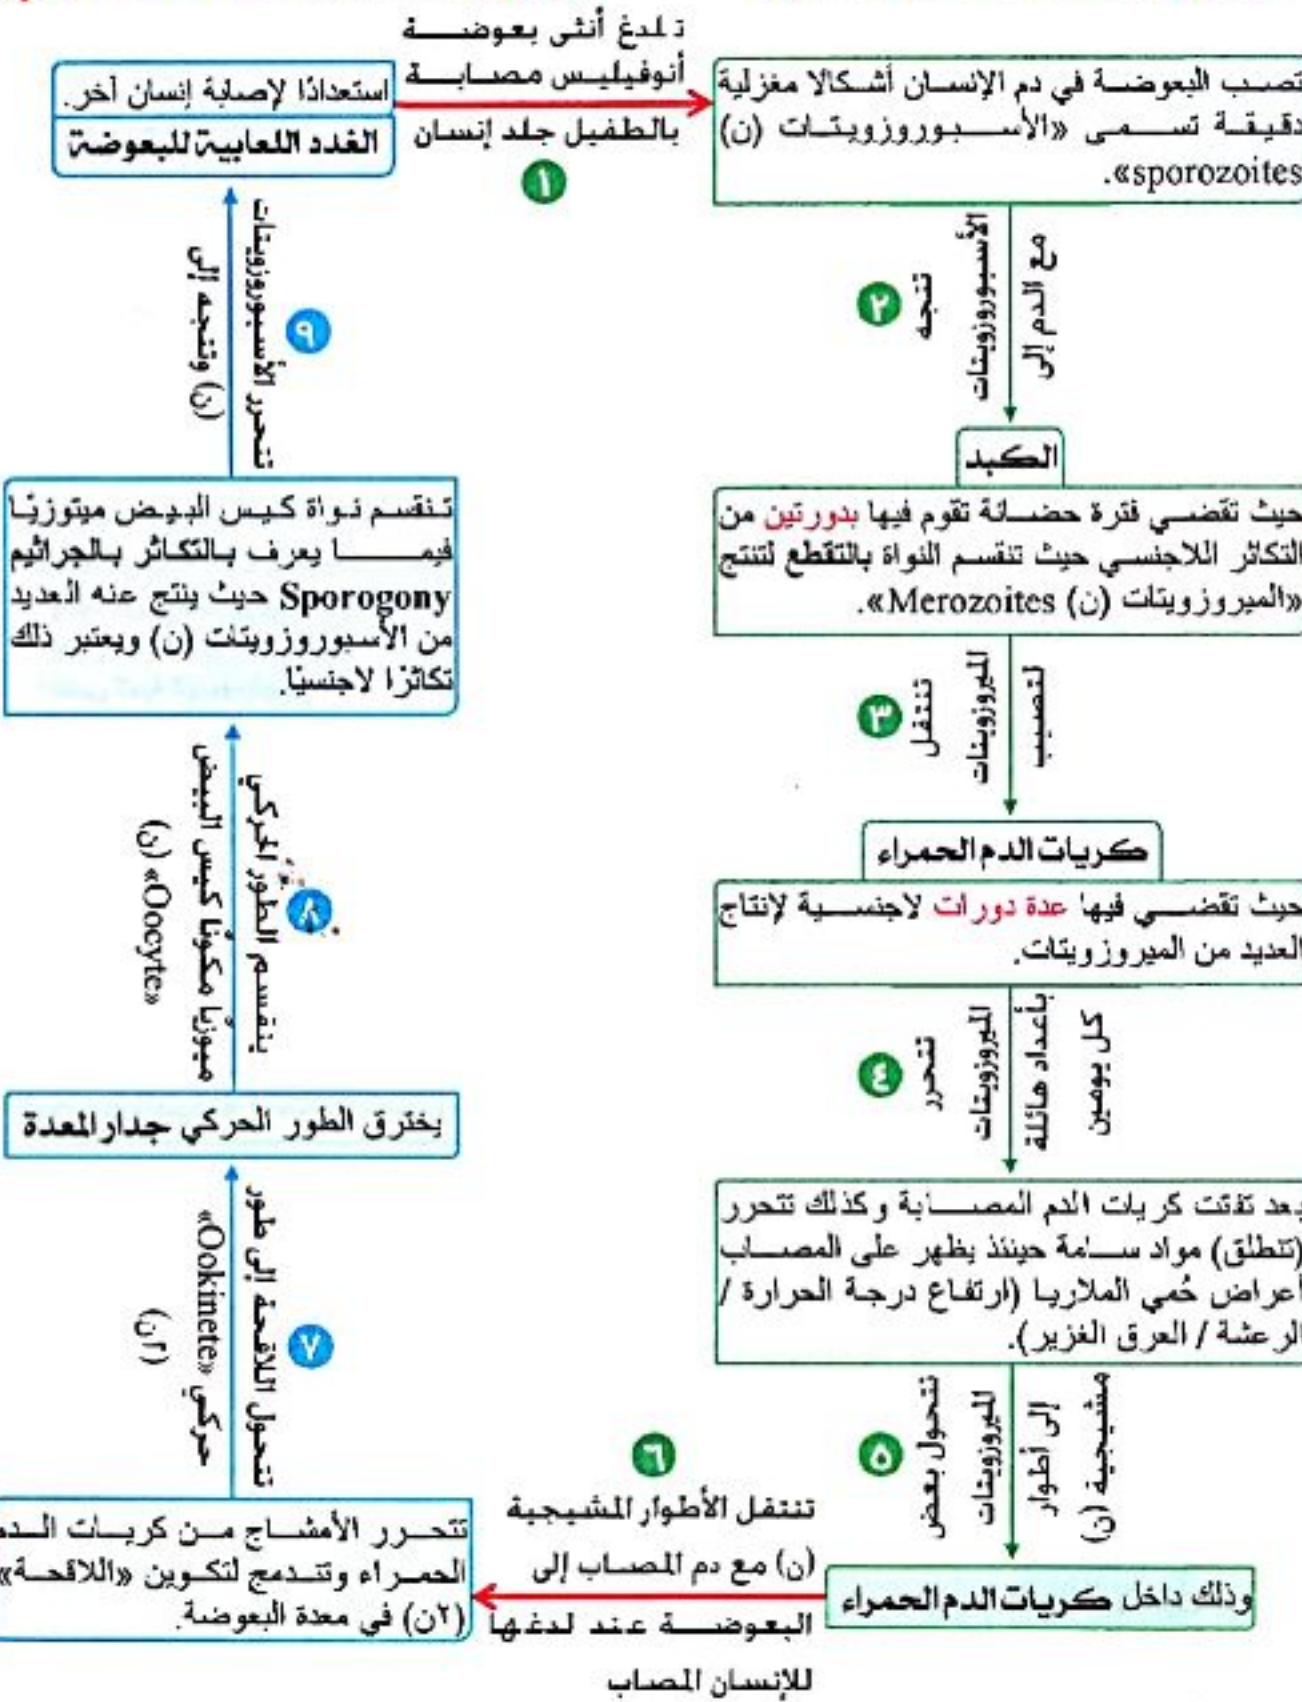 تلدغ أنثى بعوضة
أنوفيليس مصابة
بالطفيل جلد إنسان
١
استعدادًا لإصابة إنسان آخر.
الغدد اللعابية للبعوضة
تصب البعوضة في دم الإنسان أشكالا مغزلية
دقيقة تسمى «الأسبوروزويتات (ن)
sporozoites».
٢
تتجه
الأسبوروزويتات
مع الدم إلى
الكبد
حيث تقضي فترة حضانة تقوم فيها بدورتين من
التكاثر اللاجنسي حيث تنقسم النواة بالتقطع لتنتج
«الميروزويتات (ن) Merozoites».
٣
تنتقل
الميروزويتات
لتصيب
كريات الدم الحمراء
حيث تقضي فيها عدة دورات لاجنسية لإنتاج
العديد من الميروزويتات.
٤
تتحرر
الميروزويتات
بأعداد هائلة
كل يومين
بعد تفتت كريات الدم المصابة وكذلك تتحرر
(تنطلق) مواد سامة حينئذ يظهر على المصاب
أعراض حُمي الملاريا (ارتفاع درجة الحرارة /
الرعشة / العرق الغزير).
٥
تتحول بعض
الميروزويتات
إلى أطوار
مشيجية (ن)
وذلك داخل كريات الدم الحمراء
٦
تنتقل الأطوار المشيجية
(ن) مع دم المصاب إلى
البعوضة عند لدغها
للإنسان المصاب
تتحرر الأمشاج من كريات الدم
الحمراء وتندمج لتكوين «اللاقحة»
(٢ن) في معدة البعوضة.
٧
تتحول اللاقحة إلى طور
حركي «Ookinete»
(٢ن)
يخترق الطور الحركي جدار المعدة
٨
ينقسم الطور الحركي
ميوزيا مكونًا كيس البيض
«Oocyte» (ن)
تنقسم نواة كيس البيض ميتوزيًا
فيما يعرف بالتكاثر بالجراثيم
Sporogony حيث ينتج عنه العديد
من الأسبوروزويتات (ن) ويعتبر ذلك
تكاثرًا لاجنسيًا.
٩
تتحرر الأسبوروزويتات
(ن) وتتجه إلى